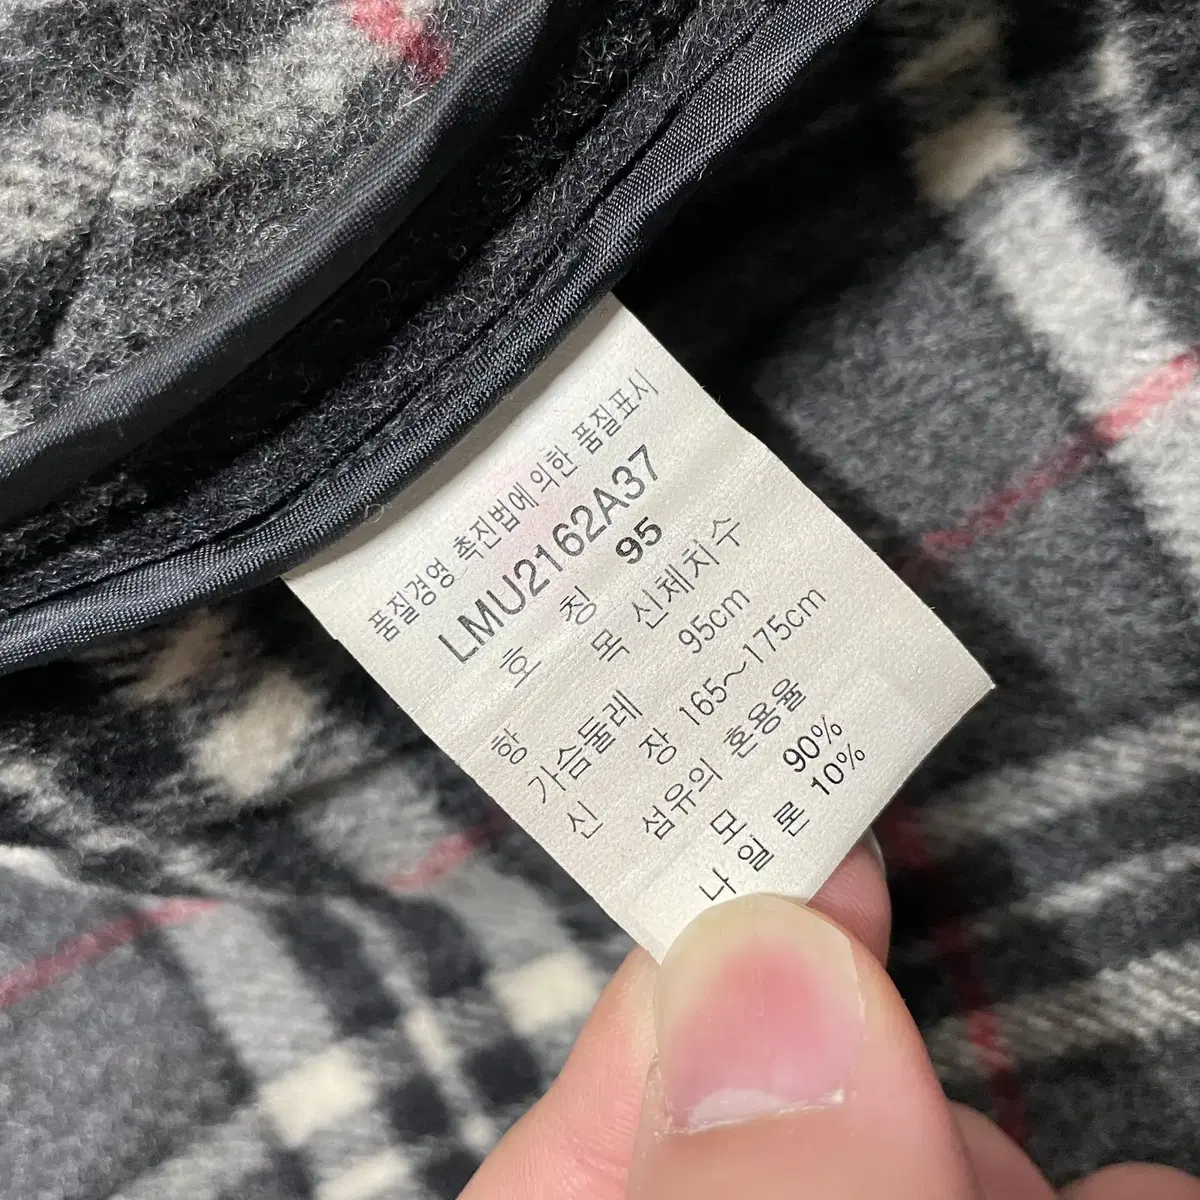 품질경영 촉진법에 의한 품질표시
LMU2162A37
호 칭 95
항 목 신체치수
가슴둘레 95cm
신 장 165~175cm
섬유의 혼용율
모 90%
나 일 론 10%